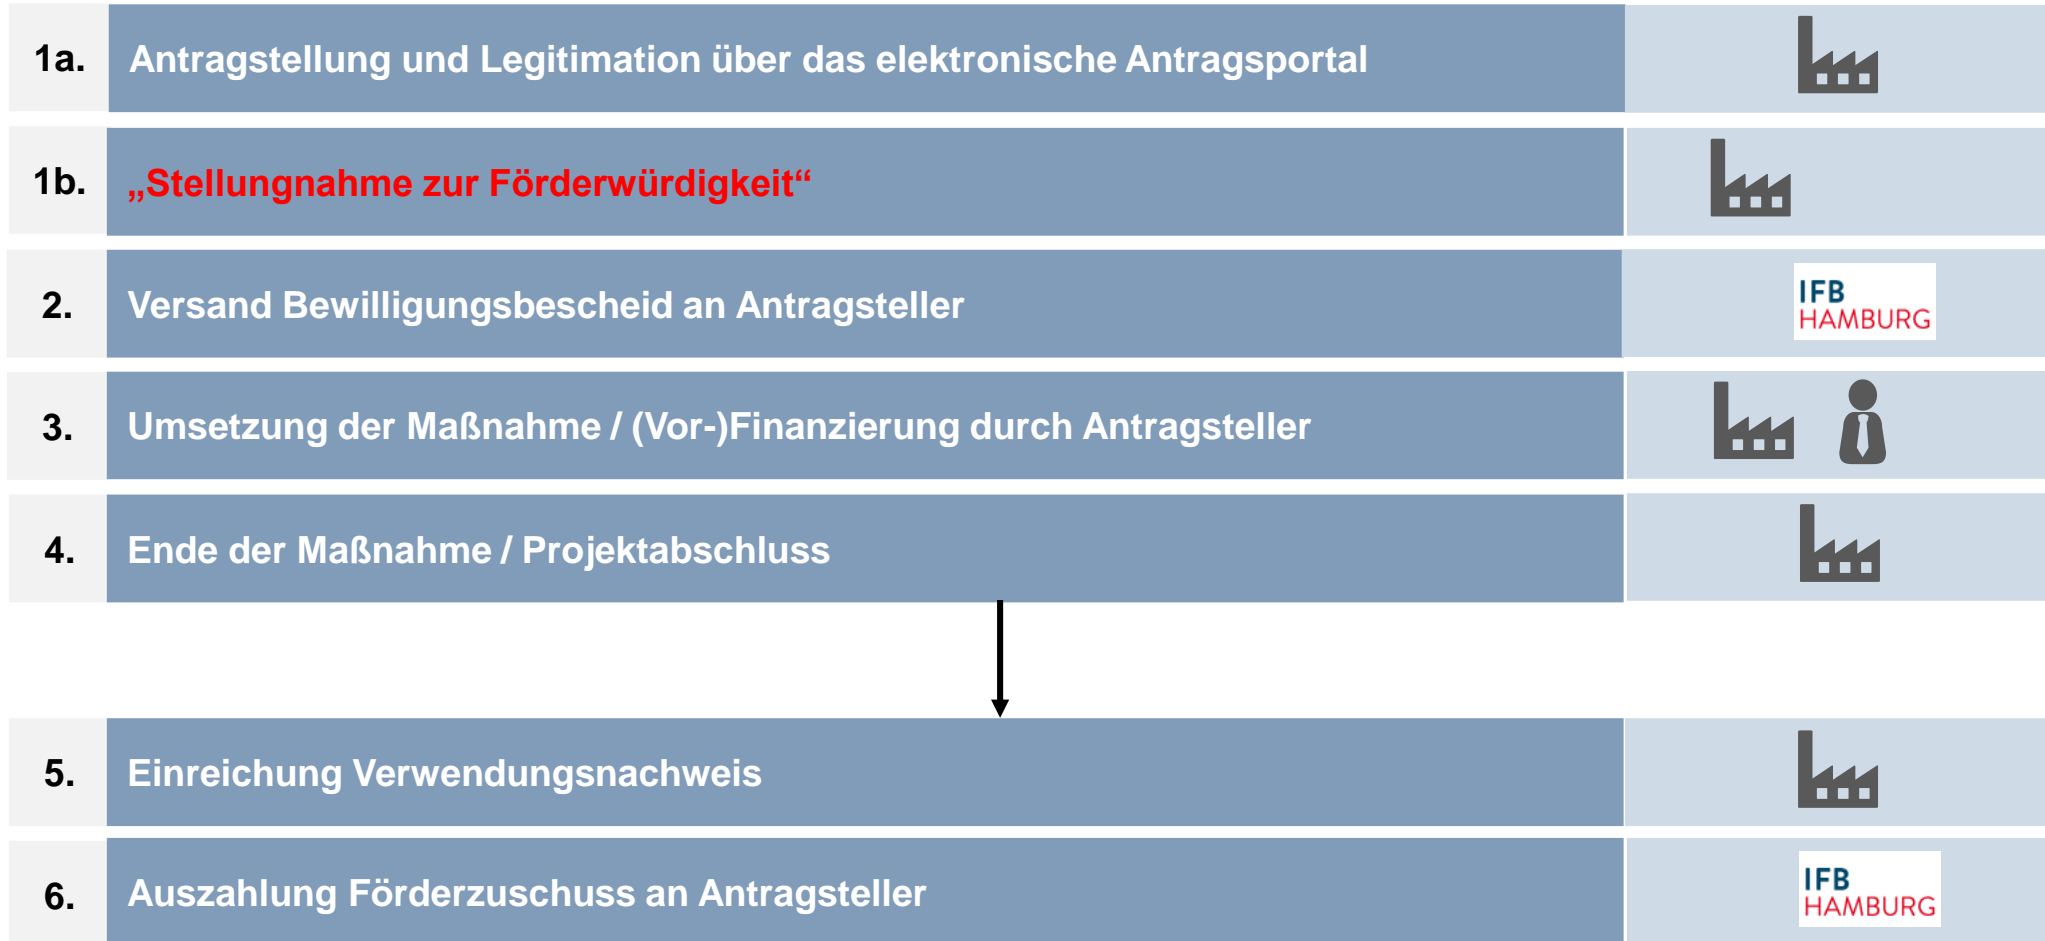 1a. Antragstellung und Legitimation über das elektronische Antragsportal
1b. „Stellungnahme zur Förderwürdigkeit“
2. Versand Bewilligungsbescheid an Antragsteller
IFB
HAMBURG
3. Umsetzung der Maßnahme / (Vor-)Finanzierung durch Antragsteller
4. Ende der Maßnahme / Projektabschluss
5. Einreichung Verwendungsnachweis
6. Auszahlung Förderzuschuss an Antragsteller
IFB
HAMBURG